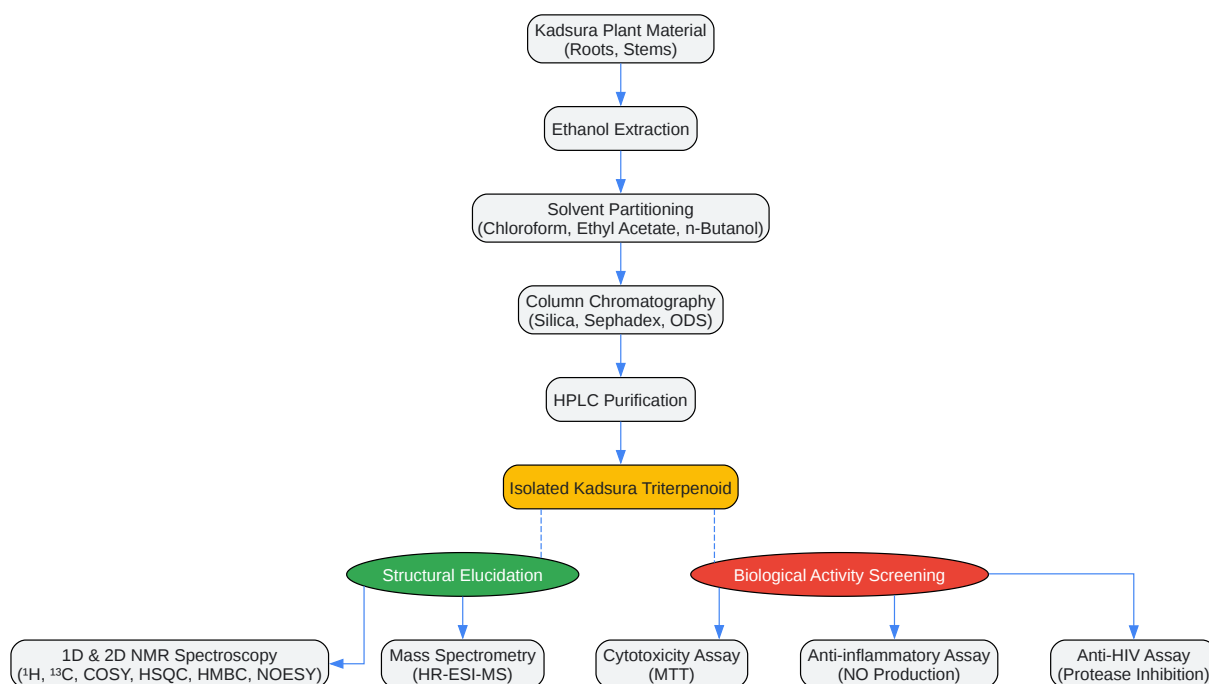 Kadsura Plant Material
(Roots, Stems)
Ethanol Extraction
Solvent Partitioning
(Chloroform, Ethyl Acetate, n-Butanol)
Column Chromatography
(Silica, Sephadex, ODS)
HPLC Purification
Isolated Kadsura Triterpenoid
Structural Elucidation
Biological Activity Screening
1D & 2D NMR Spectroscopy
(¹H, ¹³C, COSY, HSQC, HMBC, NOESY)
Mass Spectrometry
(HR-ESI-MS)
Cytotoxicity Assay
(MTT)
Anti-inflammatory Assay
(NO Production)
Anti-HIV Assay
(Protease Inhibition)